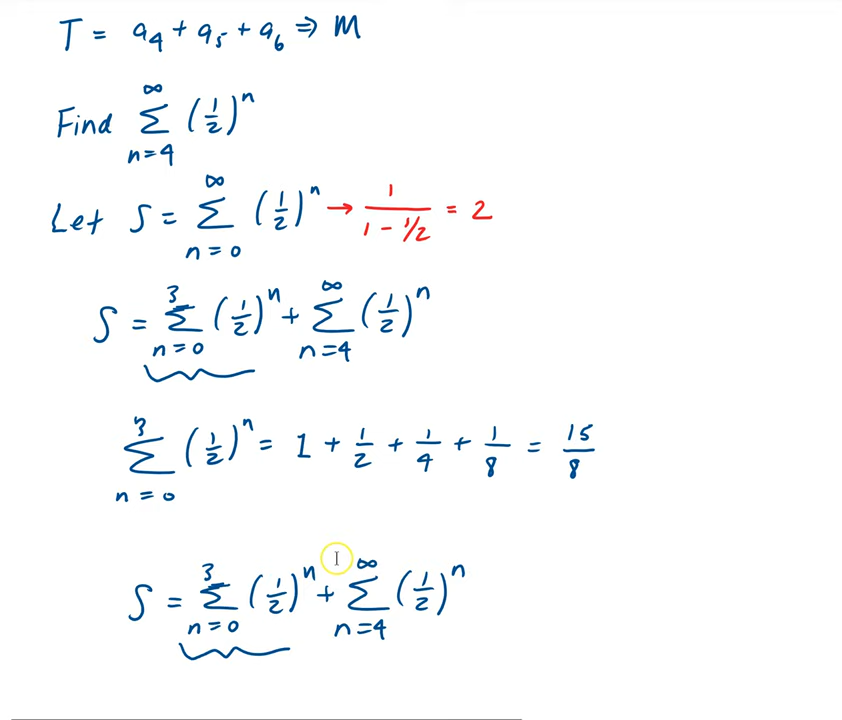 T = a₄ + a₅ + a₆ ⇒ M
Find ∑_{n=4}^{∞} (1/2)^n
Let S = ∑_{n=0}^{∞} (1/2)^n → 1/(1 - 1/2) = 2
S = ∑_{n=0}^{3} (1/2)^n + ∑_{n=4}^{∞} (1/2)^n
∑_{n=0}^{3} (1/2)^n = 1 + 1/2 + 1/4 + 1/8 = 15/8
S = ∑_{n=0}^{3} (1/2)^n + ∑_{n=4}^{∞} (1/2)^n